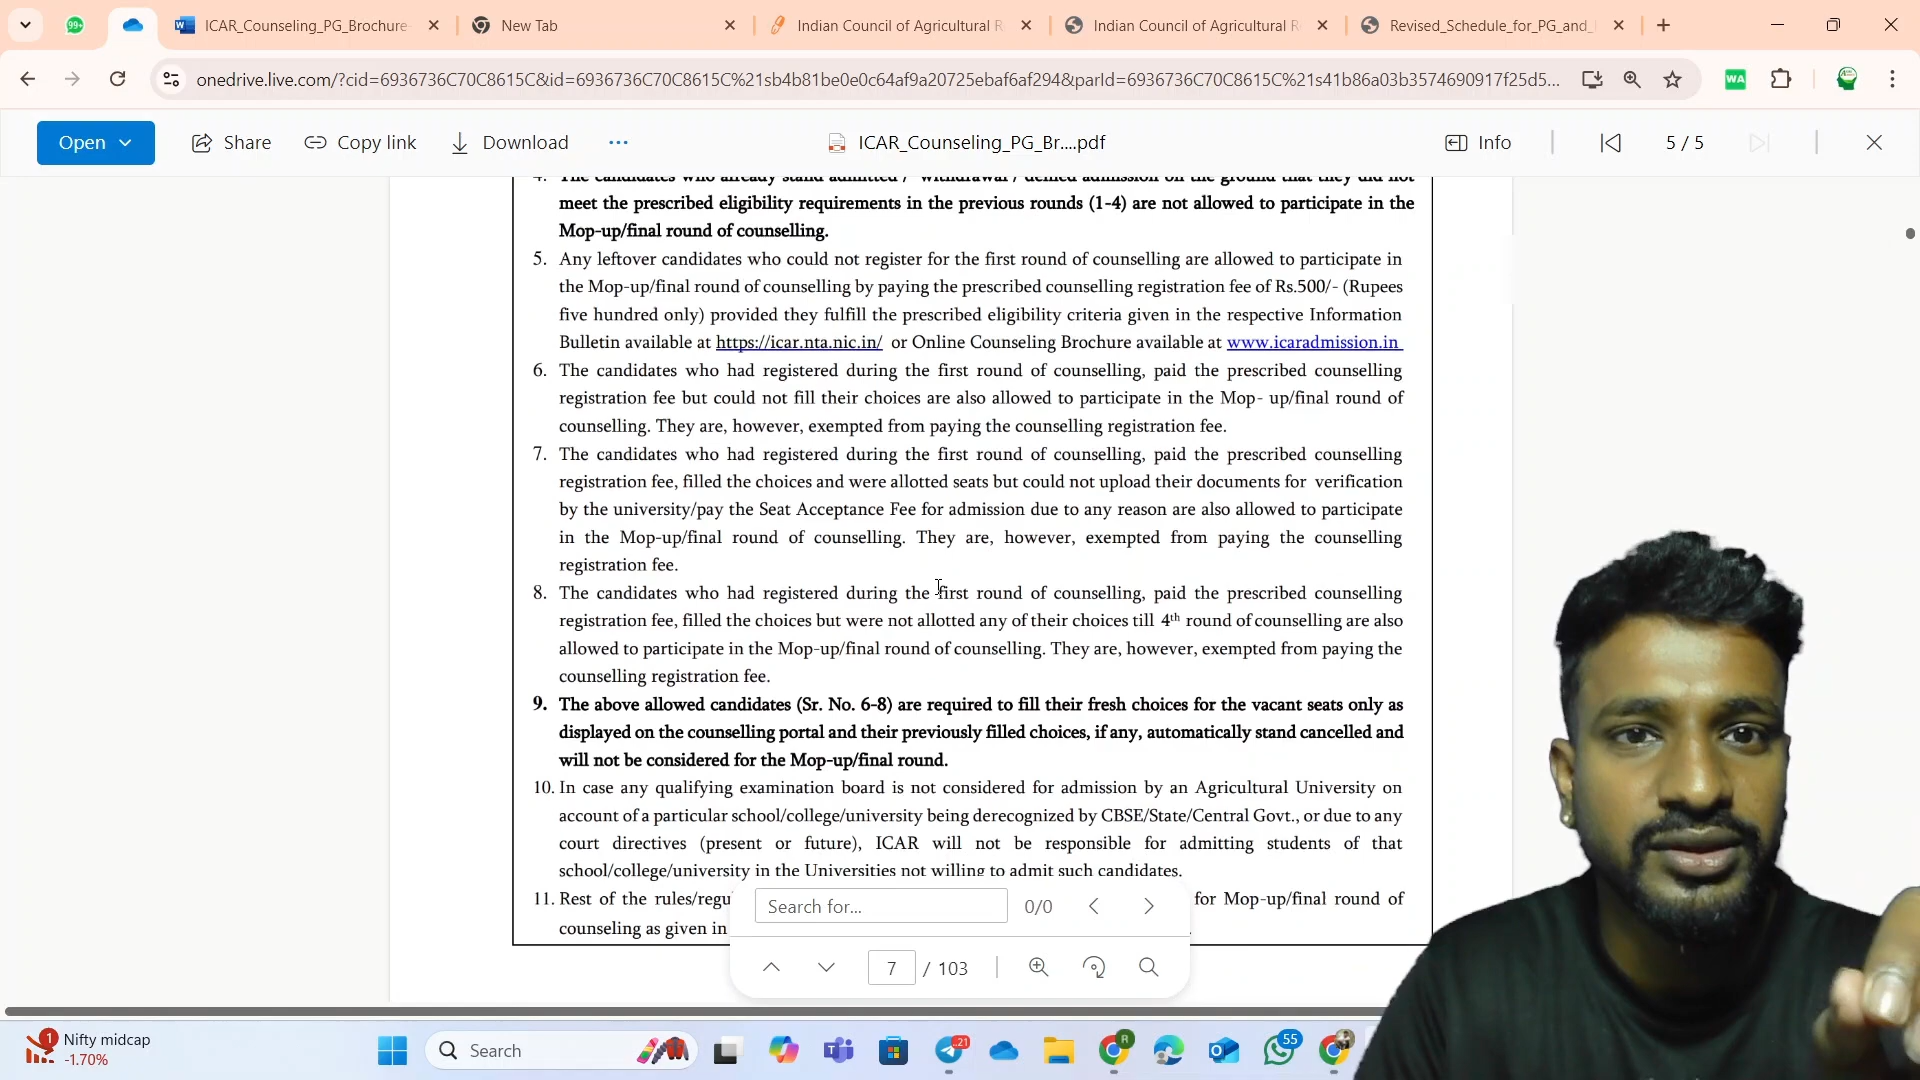 99+
ICAR_Counseling_PG_Brochure-
New Tab
Indian Council of Agricultural R
Indian Council of Agricultural R
Revised_Schedule_for_PG_and_
onedrive.live.com/?cid=6936736C70C8615C&id=6936736C70C8615C%21sb4b81be0e0c64af9a20725ebaf6af294&parId=6936736C70C8615C%21s41b86a03b3574690917f25d5...
WA
Open
Share
Copy link
Download
ICAR_Counseling_PG_Br....pdf
Info
5 / 5
4. The candidates who already stand admitted / withdrawal / denied admission on the ground that they did not
meet the prescribed eligibility requirements in the previous rounds (1-4) are not allowed to participate in the
Mop-up/final round of counselling.
5. Any leftover candidates who could not register for the first round of counselling are allowed to participate in
the Mop-up/final round of counselling by paying the prescribed counselling registration fee of Rs.500/- (Rupees
five hundred only) provided they fulfill the prescribed eligibility criteria given in the respective Information
Bulletin available at https://icar.nta.nic.in/ or Online Counseling Brochure available at www.icaradmission.in
6. The candidates who had registered during the first round of counselling, paid the prescribed counselling
registration fee but could not fill their choices are also allowed to participate in the Mop- up/final round of
counselling. They are, however, exempted from paying the counselling registration fee.
7. The candidates who had registered during the first round of counselling, paid the prescribed counselling
registration fee, filled the choices and were allotted seats but could not upload their documents for verification
by the university/pay the Seat Acceptance Fee for admission due to any reason are also allowed to participate
in the Mop-up/final round of counselling. They are, however, exempted from paying the counselling
registration fee.
8. The candidates who had registered during the first round of counselling, paid the prescribed counselling
registration fee, filled the choices but were not allotted any of their choices till 4th round of counselling are also
allowed to participate in the Mop-up/final round of counselling. They are, however, exempted from paying the
counselling registration fee.
9. The above allowed candidates (Sr. No. 6-8) are required to fill their fresh choices for the vacant seats only as
displayed on the counselling portal and their previously filled choices, if any, automatically stand cancelled and
will not be considered for the Mop-up/final round.
10. In case any qualifying examination board is not considered for admission by an Agricultural University on
account of a particular school/college/university being derecognized by CBSE/State/Central Govt., or due to any
court directives (present or future), ICAR will not be responsible for admitting students of that
school/college/university in the Universities not willing to admit such candidates.
11. Rest of the rules/regu for Mop-up/final round of
counseling as given in
Search for...
0/0
7 / 103
1
Nifty midcap
-1.70%
Search
21
R
55